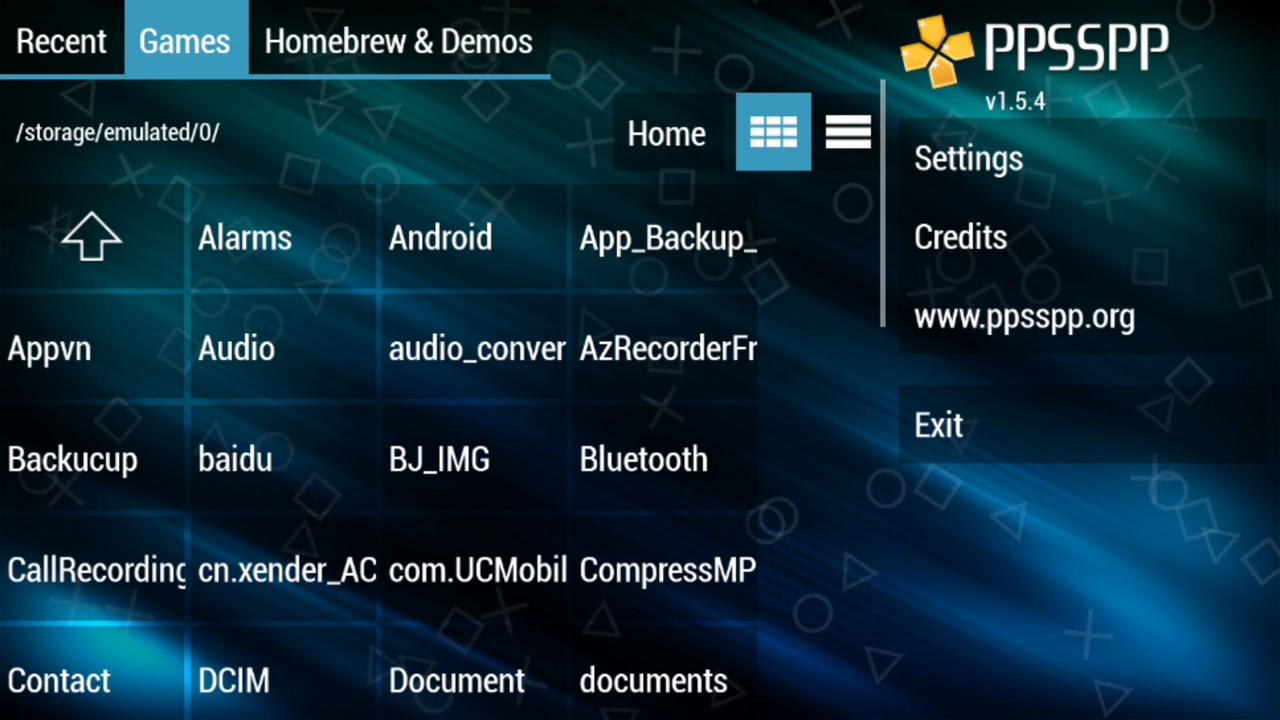 Recent Games Homebrew & Demos
PPSSPP
v1.5.4
/storage/emulated/0/
Home
Settings
Credits
www.ppsspp.org
Exit
Alarms Android App_Backup_
Appvn Audio audio_conver AzRecorderFr
Backucup baidu BJ_IMG Bluetooth
CallRecording cn.xender_AC com.UCMobil CompressMP
Contact DCIM Document documents